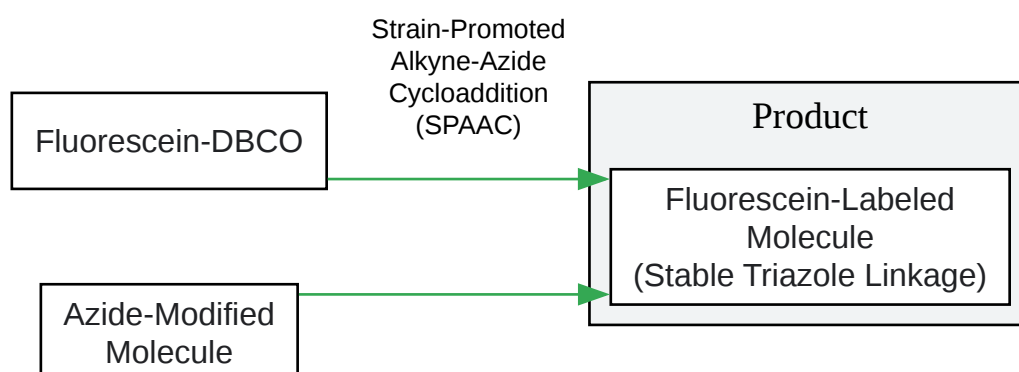 Strain-Promoted
Alkyne-Azide
Cycloaddition
(SPAAC)
Fluorescein-DBCO
Product
Fluorescein-Labeled
Molecule
(Stable Triazole Linkage)
Azide-Modified
Molecule